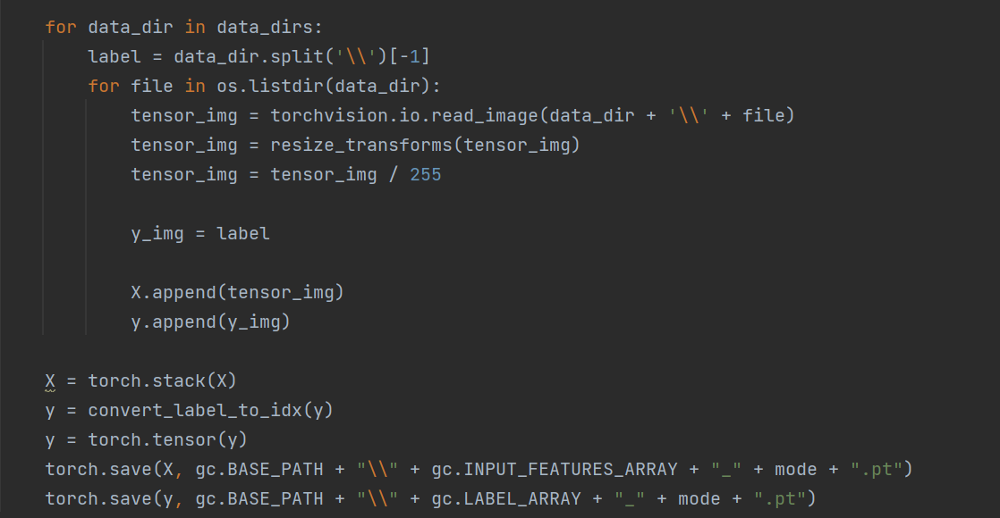 for data_dir in data_dirs:
label = data_dir.split('\\')[-1]
for file in os.listdir(data_dir):
tensor_img = torchvision.io.read_image(data_dir + '\\' + file)
tensor_img = resize_transforms(tensor_img)
tensor_img = tensor_img / 255
y_img = label
X.append(tensor_img)
y.append(y_img)
X = torch.stack(X)
y = convert_label_to_idx(y)
y = torch.tensor(y)
torch.save(X, gc.BASE_PATH + "\\" + gc.INPUT_FEATURES_ARRAY + "_" + mode + ".pt")
torch.save(y, gc.BASE_PATH + "\\" + gc.LABEL_ARRAY + "_" + mode + ".pt")